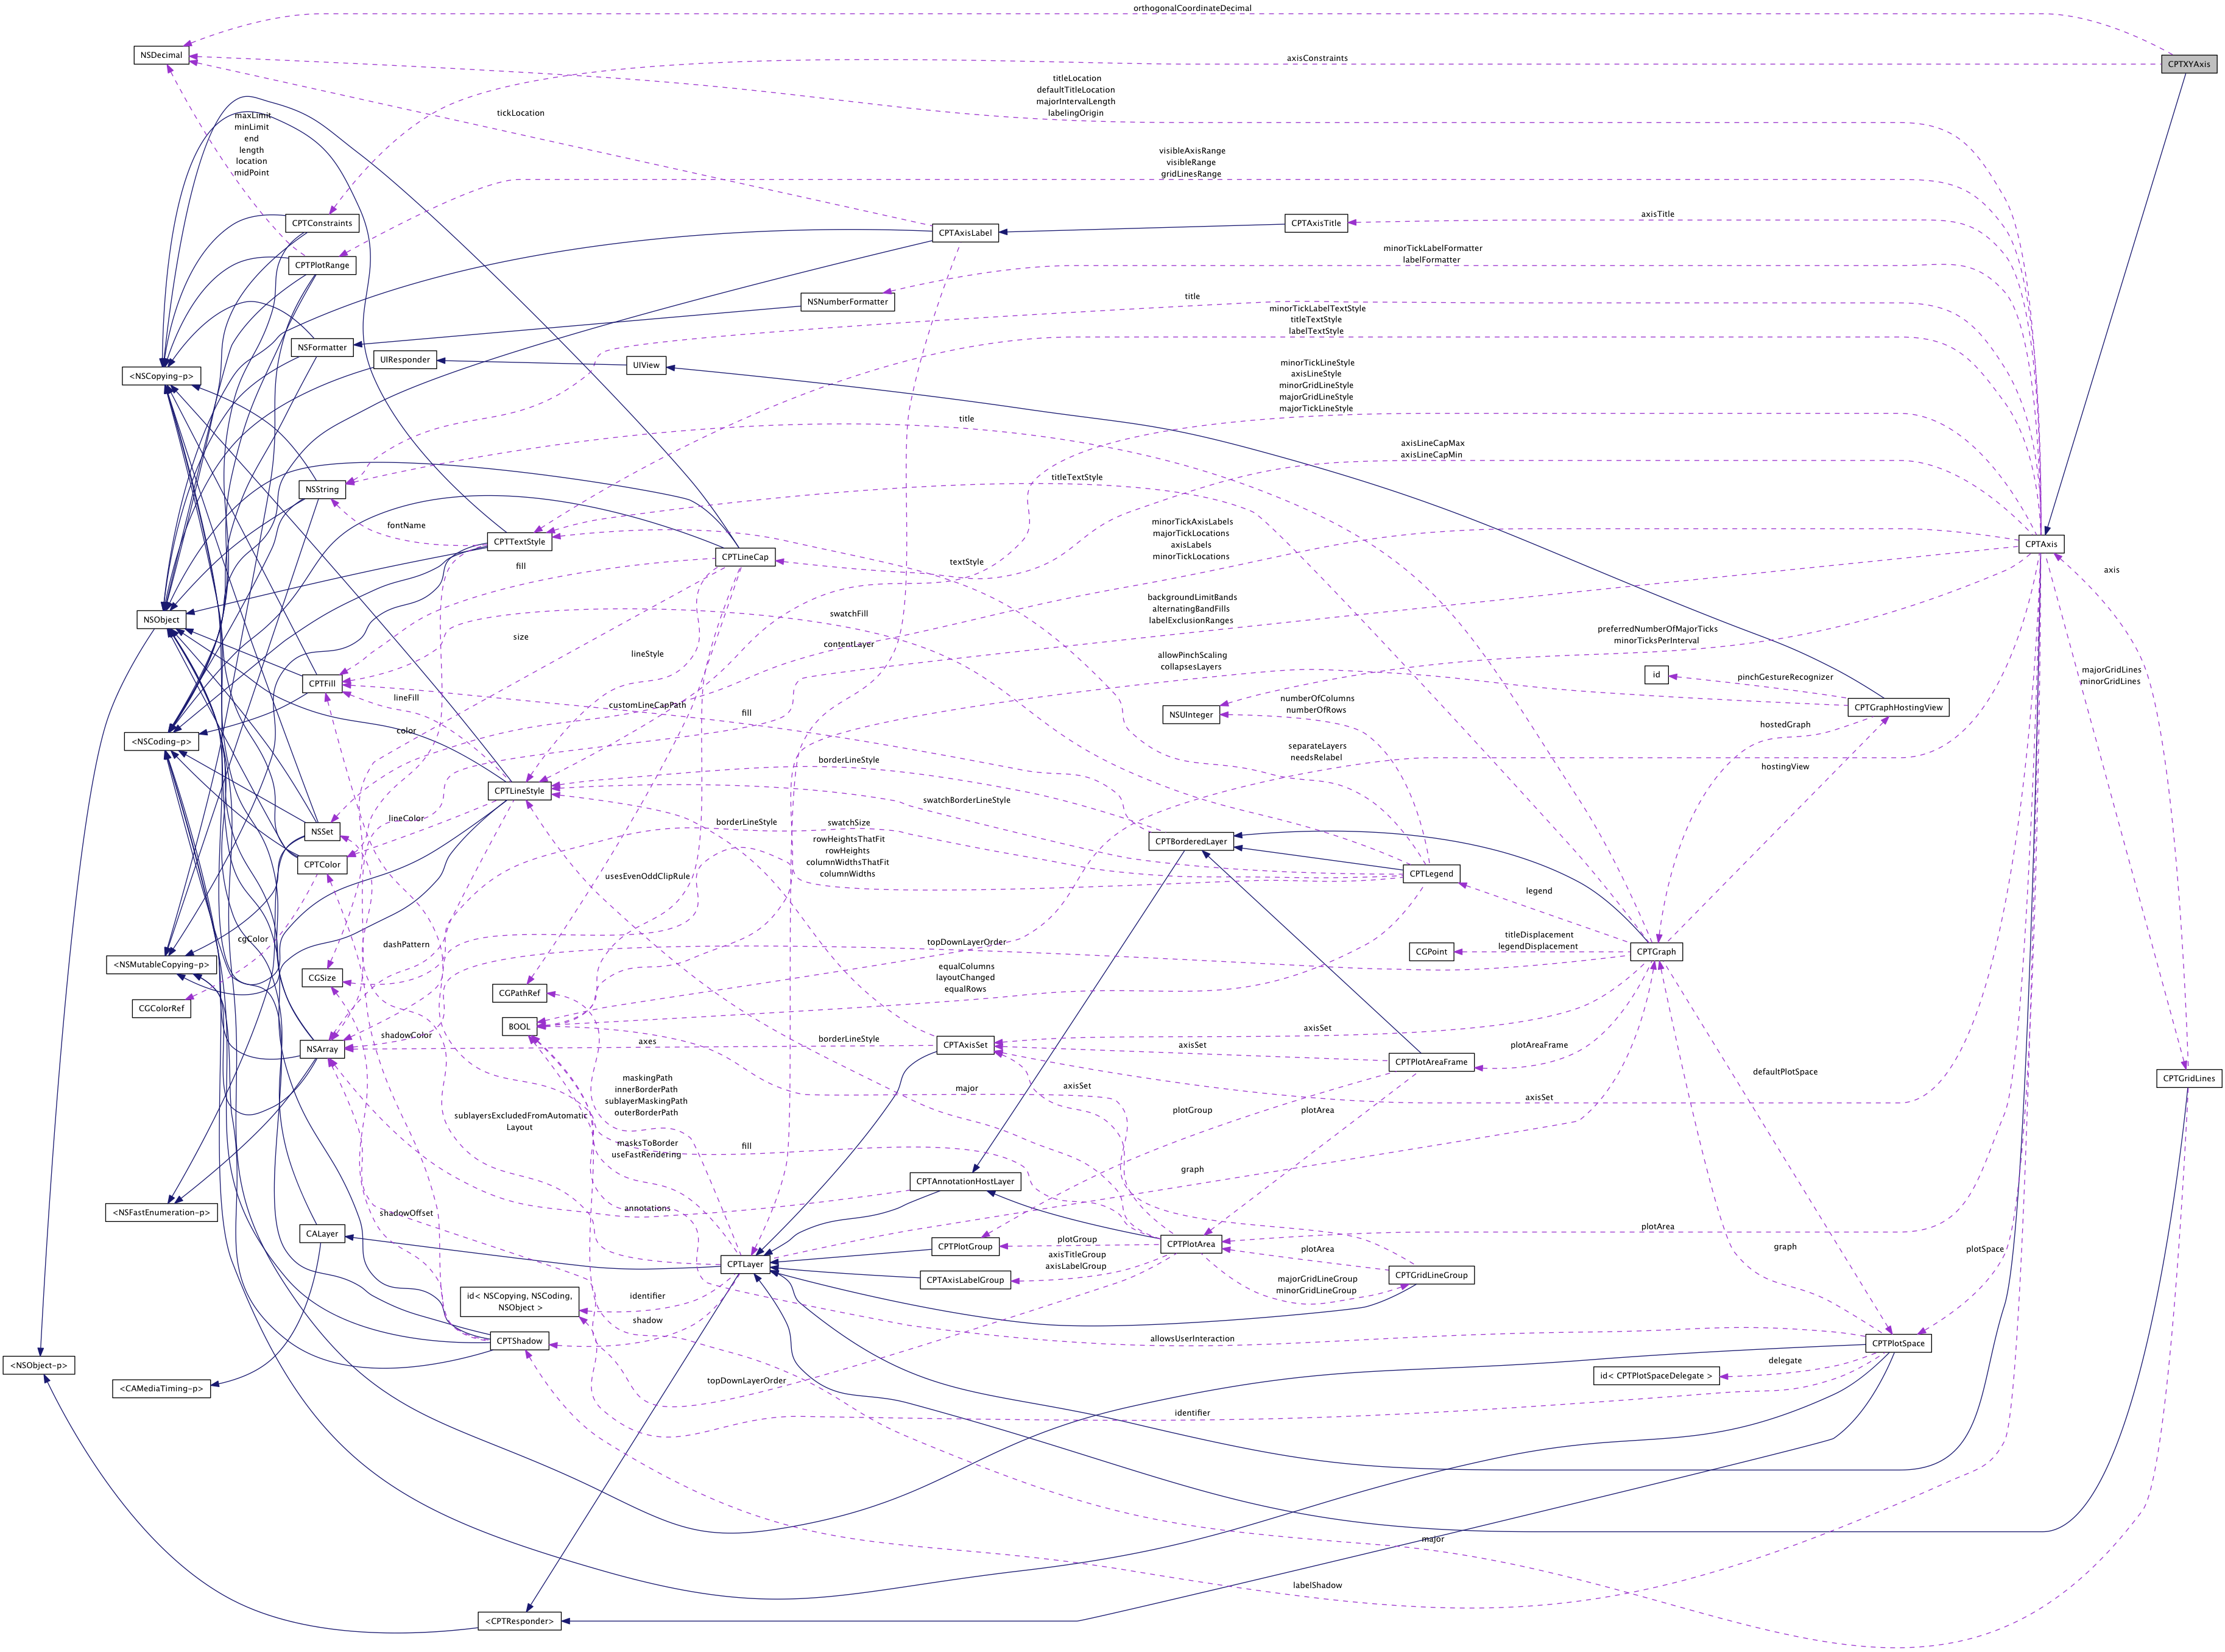 orthogonalCoordinateDecimal
NSDecimal
axisConstraints
CPTXYAxis
titleLocation
defaultTitleLocation
majorIntervalLength
labelingOrigin
tickLocation
maxLimit
minLimit
end
length
location
midPoint
visibleAxisRange
visibleRange
gridLinesRange
CPTConstraints
CPTAxisLabel
CPTAxisTitle
axisTitle
CPTPlotRange
minorTickLabelFormatter
labelFormatter
NSNumberFormatter
title
minorTickLabelTextStyle
titleTextStyle
labelTextStyle
NSFormatter
UIResponder
UIView
<NSCopying-p>
minorTickLineStyle
axisLineStyle
minorGridLineStyle
majorGridLineStyle
majorTickLineStyle
title
axisLineCapMax
axisLineCapMin
titleTextStyle
NSString
fontName
CPTTextStyle
CPTLineCap
minorTickAxisLabels
majorTickLocations
axisLabels
minorTickLocations
CPTAxis
fill
textStyle
axis
NSObject
size
swatchFill
backgroundLimitBands
alternatingBandFills
labelExclusionRanges
preferredNumberOfMajorTicks
minorTicksPerInterval
lineStyle
contentLayer
allowPinchScaling
collapsesLayers
id
pinchGestureRecognizer
majorGridLines
minorGridLines
CPTFill
lineFill
customLineCapPath
fill
numberOfColumns
numberOfRows
NSUInteger
CPTGraphHostingView
hostedGraph
<NSCoding-p>
color
separateLayers
needsRelabel
borderLineStyle
hostingView
CPTLineStyle
lineColor
swatchBorderLineStyle
NSSet
borderLineStyle
swatchSize
rowHeightsThatFit
rowHeights
columnWidthsThatFit
columnWidths
CPTBorderedLayer
CPTColor
usesEvenOddClipRule
CPTLegend
legend
cgColor
dashPattern
topDownLayerOrder
titleDisplacement
legendDisplacement
CGPoint
CPTGraph
<NSMutableCopying-p>
CGSize
equalColumns
layoutChanged
equalRows
CGColorRef
CGPathRef
BOOL
shadowColor
NSArray
axes
borderLineStyle
CPTAxisSet
axisSet
axisSet
plotAreaFrame
CPTPlotAreaFrame
defaultPlotSpace
CPTGridLines
maskingPath
innerBorderPath
sublayerMaskingPath
outerBorderPath
major
axisSet
axisSet
sublayersExcludedFromAutomatic
Layout
plotGroup
plotArea
masksToBorder
useFastRendering
fill
graph
CPTAnnotationHostLayer
<NSFastEnumeration-p>
shadowOffset
annotations
CALayer
plotArea
CPTPlotGroup
plotGroup
CPTPlotArea
graph
plotSpace
CPTLayer
axisTitleGroup
axisLabelGroup
plotArea
CPTAxisLabelGroup
majorGridLineGroup
minorGridLineGroup
CPTGridLineGroup
id< NSCopying, NSCoding,
NSObject >
identifier
shadow
CPTShadow
allowsUserInteraction
CPTPlotSpace
<NSObject-p>
delegate
id< CPTPlotSpaceDelegate >
<CAMediaTiming-p>
topDownLayerOrder
identifier
major
labelShadow
<CPTResponder>